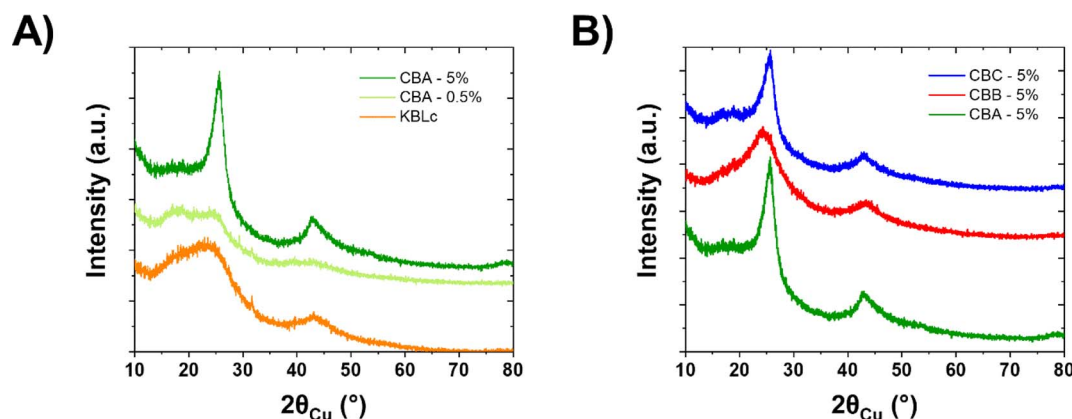 A)
CBA - 5%
CBA - 0.5%
KBLc
Intensity (a.u.)
10 20 30 40 50 60 70 80
2θCu (°)
B)
CBC - 5%
CBB - 5%
CBA - 5%
Intensity (a.u.)
10 20 30 40 50 60 70 80
2θCu (°)